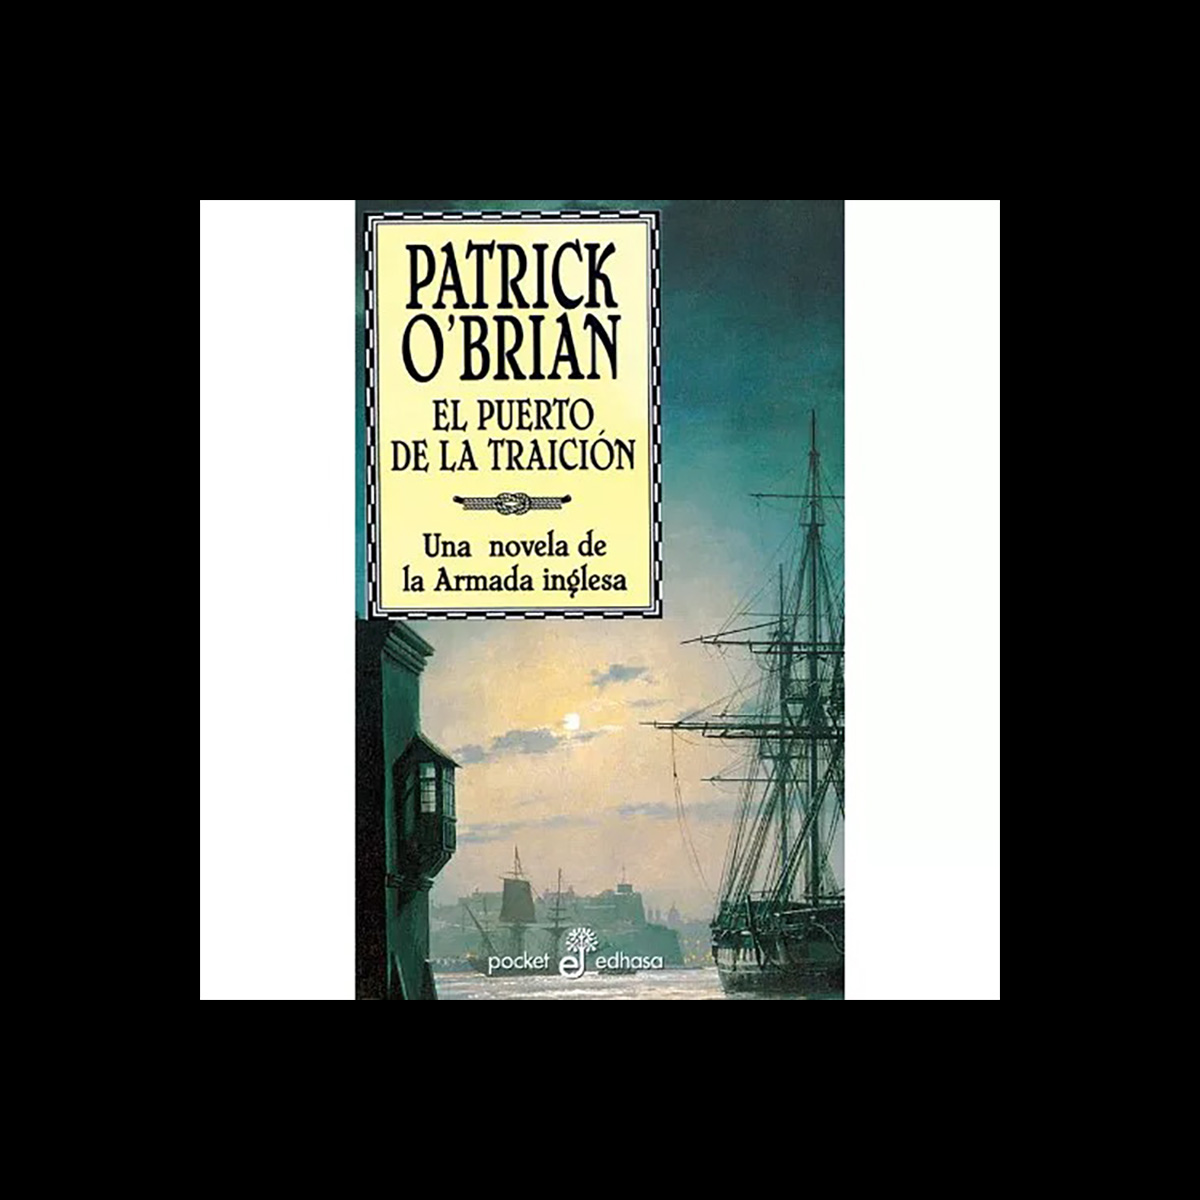 PATRICK
O'BRIAN
EL PUERTO
DE LA TRAICIÓN
Una novela de
la Armada inglesa
pocket edhasa